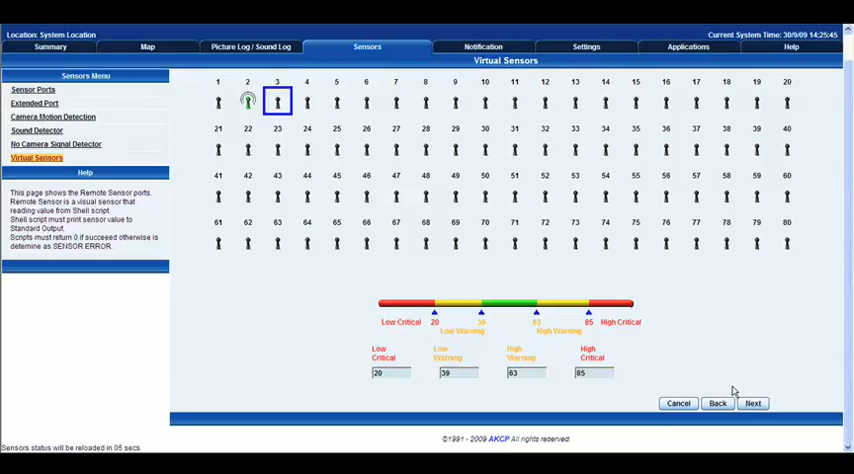 Location: System Location
Current System Time: 30/9/09 14:25:45
Summary Map Picture Log / Sound Log Sensors Notification Settings Applications Help
Virtual Sensors
Sensors Menu
Sensor Ports
Extended Port
Camera Motion Detection
Sound Detector
No Camera Signal Detector
Virtual Sensors
Help
This page shows the Remote Sensor ports.
Remote Sensor is a visual sensor that
reading value from Shell script.
Shell script must print sensor value to
Standard Output.
Scripts must return 0 if succeed otherwise is
detemine as SENSOR ERROR.
1 2 3 4 5 6 7 8 9 10 11 12 13 14 15 16 17 18 19 20
21 22 23 24 25 26 27 28 29 30 31 32 33 34 35 36 37 38 39 40
41 42 43 44 45 46 47 48 49 50 51 52 53 54 55 56 57 58 59 60
61 62 63 64 65 66 67 68 69 70 71 72 73 74 75 76 77 78 79 80
Low Critical 20 39 63 85 High Critical
Low Warning High Warning
Low Low High High
Critical Warning Warning Critical
20 39 63 85
Cancel Back Next
©1991 - 2009 AKCP All rights reserved.
Sensors status will be reloaded in 05 secs